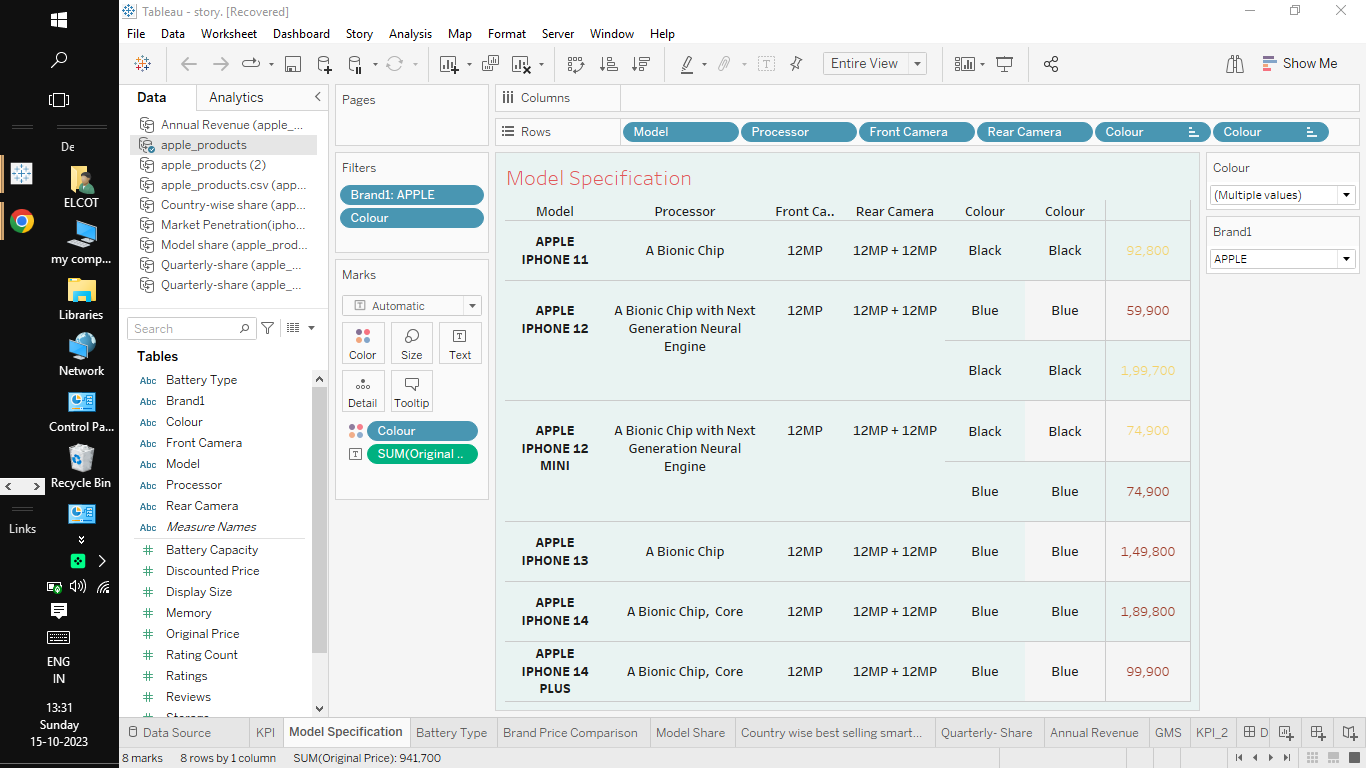 Tableau - story. [Recovered]
File Data Worksheet Dashboard Story Analysis Map Format Server Window Help
Entire View
Show Me
Data Analytics
Annual Revenue (apple_...
apple_products
apple_products (2)
apple_products.csv (app...
Country-wise share (app...
Market Penetration(ipho...
Model share (apple_prod...
Quarterly-share (apple_...
Quarterly-share (apple_...
Search
Tables
Abc Battery Type
Abc Brand1
Abc Colour
Abc Front Camera
Abc Model
Abc Processor
Abc Rear Camera
Abc Measure Names
# Battery Capacity
# Discounted Price
# Display Size
# Memory
# Original Price
# Rating Count
# Ratings
# Reviews
Storage
De
ELCOT
my comp...
Libraries
Network
Control Pa...
Recycle Bin
Links
ENG
IN
13:31
Sunday
15-10-2023
Pages
Filters
Brand1: APPLE
Colour
Marks
Automatic
Color Size Text
Detail Tooltip
Colour
SUM(Original ..
Columns
Rows Model Processor Front Camera Rear Camera Colour Colour
Model Specification
Model Processor Front Ca.. Rear Camera Colour Colour
APPLE IPHONE 11 A Bionic Chip 12MP 12MP + 12MP Black Black 92,800
APPLE IPHONE 12 A Bionic Chip with Next Generation Neural Engine 12MP 12MP + 12MP Blue Blue 59,900
Black Black 1,99,700
APPLE IPHONE 12 MINI A Bionic Chip with Next Generation Neural Engine 12MP 12MP + 12MP Black Black 74,900
Blue Blue 74,900
APPLE IPHONE 13 A Bionic Chip 12MP 12MP + 12MP Blue Blue 1,49,800
APPLE IPHONE 14 A Bionic Chip, Core 12MP 12MP + 12MP Blue Blue 1,89,800
APPLE IPHONE 14 PLUS A Bionic Chip, Core 12MP 12MP + 12MP Blue Blue 99,900
Colour
(Multiple values)
Brand1
APPLE
Data Source KPI Model Specification Battery Type Brand Price Comparison Model Share Country wise best selling smart... Quarterly- Share Annual Revenue GMS KPI_2 D
8 marks 8 rows by 1 column SUM(Original Price): 941,700